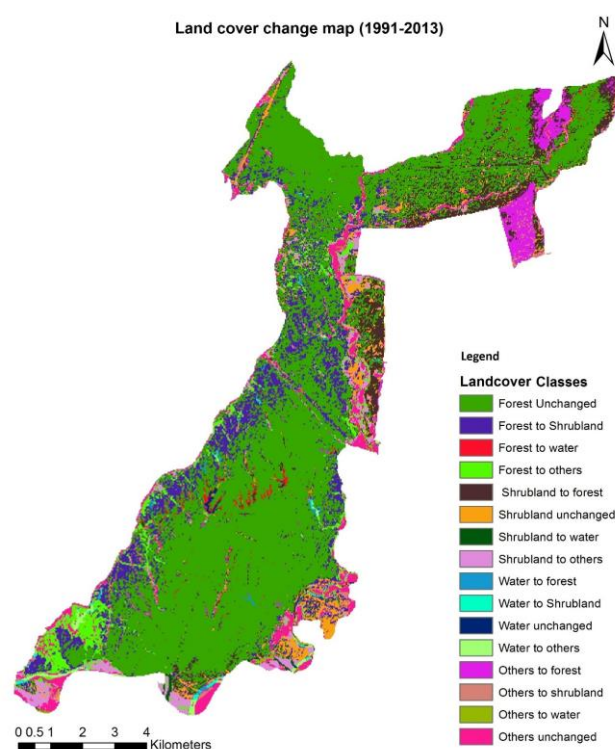 Land cover change map (1991-2013)
N
Legend
Landcover Classes
Forest Unchanged
Forest to Shrubland
Forest to water
Forest to others
Shrubland to forest
Shrubland unchanged
Shrubland to water
Shrubland to others
Water to forest
Water to Shrubland
Water unchanged
Water to others
Others to forest
Others to shrubland
Others to water
Others unchanged
0 0.5 1 2 3 4
Kilometers